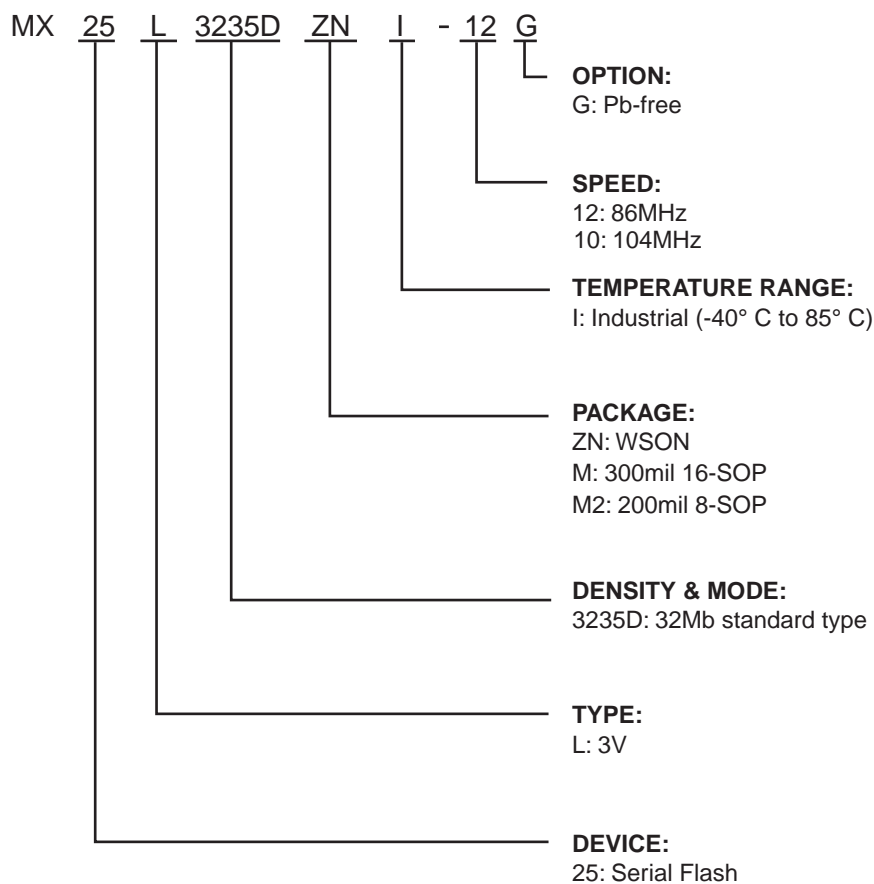 MX 25 L 3235D ZN I - 12 G
OPTION:
G: Pb-free
SPEED:
12: 86MHz
10: 104MHz
TEMPERATURE RANGE:
I: Industrial (-40° C to 85° C)
PACKAGE:
ZN: WSON
M: 300mil 16-SOP
M2: 200mil 8-SOP
DENSITY & MODE:
3235D: 32Mb standard type
TYPE:
L: 3V
DEVICE:
25: Serial Flash